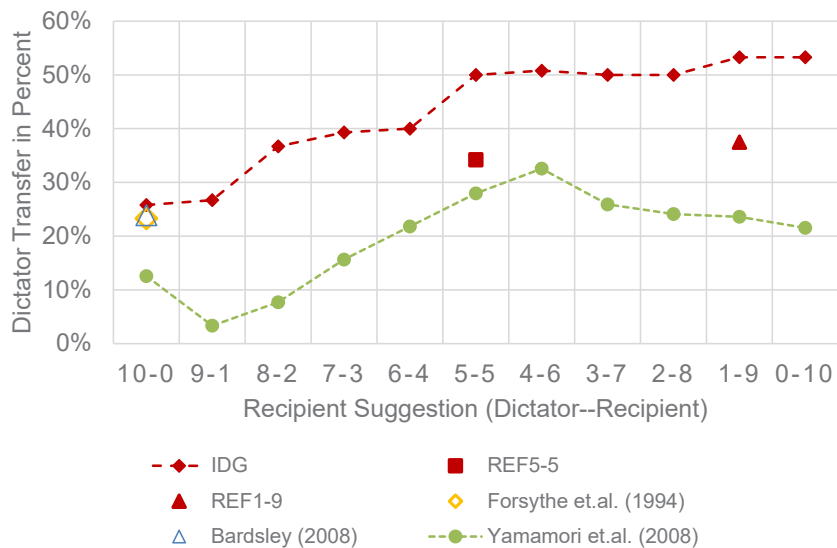 60%
50%
40%
30%
20%
10%
0%
Dictator Transfer in Percent
10-0 9-1 8-2 7-3 6-4 5-5 4-6 3-7 2-8 1-9 0-10
Recipient Suggestion (Dictator--Recipient)
IDG REF5-5
REF1-9 Forsythe et.al. (1994)
Bardsley (2008) Yamamori et.al. (2008)